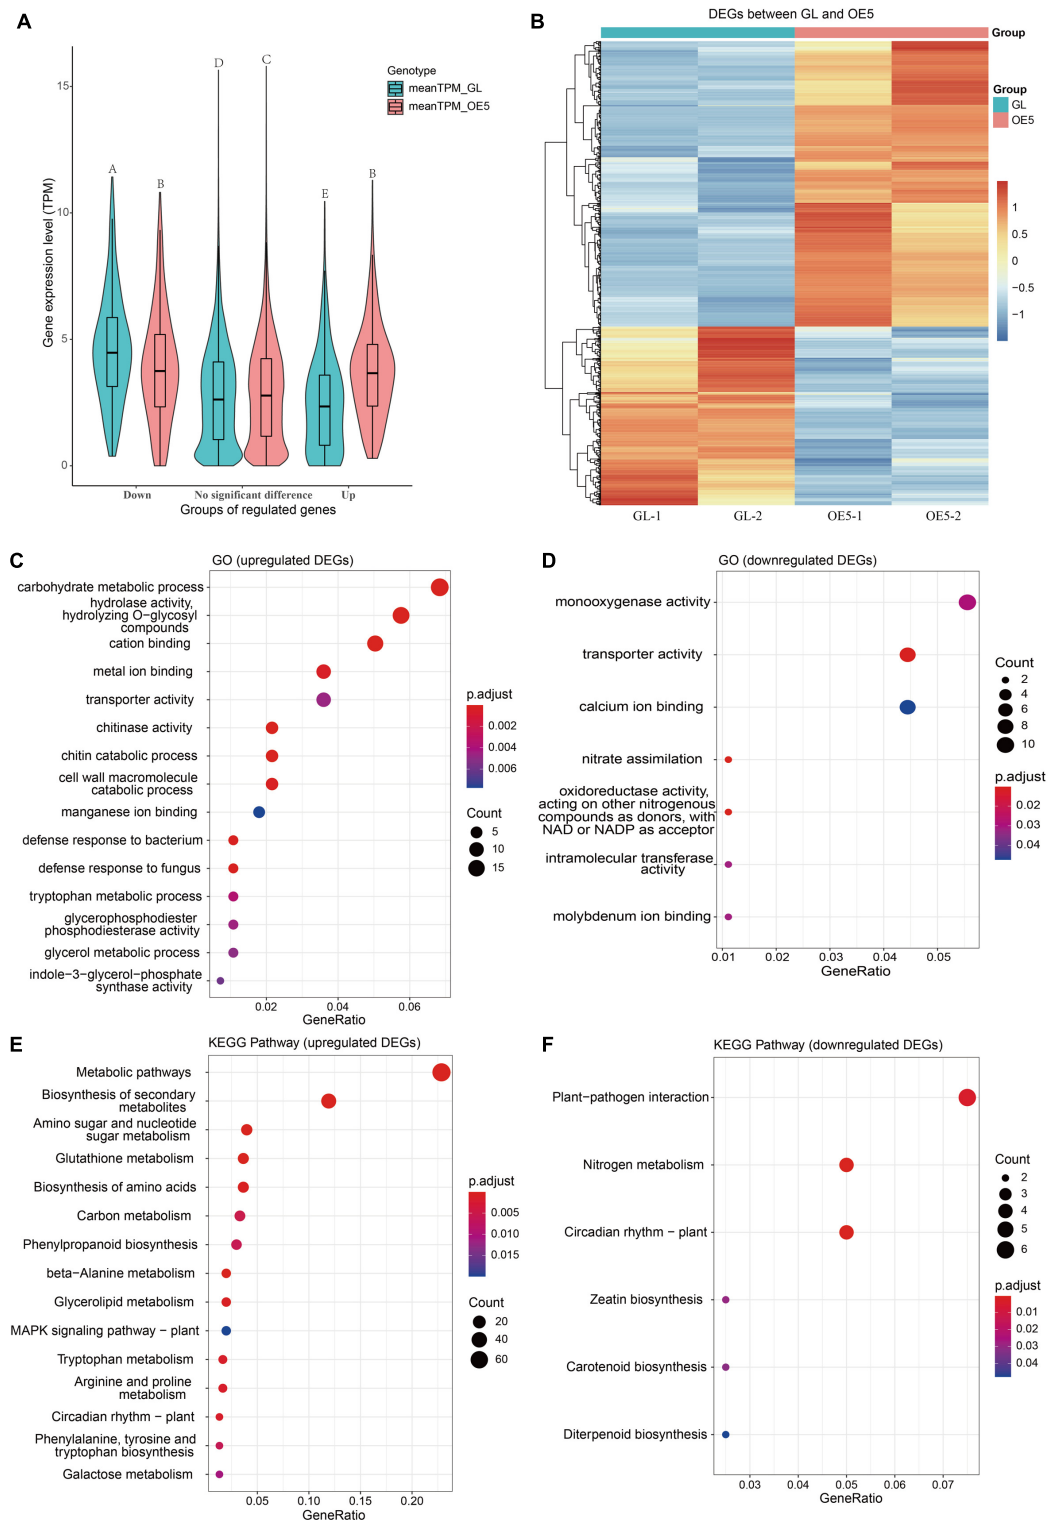 A
Genotype
meanTPM_GL
meanTPM_OE5
D
C
A
B
E
B
Gene expression level (TPM)
15
10
5
0
Down
No significant difference
Up
Groups of regulated genes
B
DEGs between GL and OE5
Group
Group
GL
OE5
1
0.5
0
−0.5
−1
GL-1
GL-2
OE5-1
OE5-2
C
GO (upregulated DEGs)
carbohydrate metabolic process
hydrolase activity,
hydrolyzing O−glycosyl
compounds
cation binding
metal ion binding
transporter activity
chitinase activity
chitin catabolic process
cell wall macromolecule
catabolic process
manganese ion binding
defense response to bacterium
defense response to fungus
tryptophan metabolic process
glycerophosphodiester
phosphodiesterase activity
glycerol metabolic process
indole−3−glycerol−phosphate
synthase activity
0.02
0.04
0.06
GeneRatio
p.adjust
0.002
0.004
0.006
Count
5
10
15
D
GO (downregulated DEGs)
monooxygenase activity
transporter activity
calcium ion binding
nitrate assimilation
oxidoreductase activity,
acting on other nitrogenous
compounds as donors, with
NAD or NADP as acceptor
intramolecular transferase
activity
molybdenum ion binding
0.01
0.02
0.03
0.04
0.05
GeneRatio
Count
2
4
6
8
10
p.adjust
0.01
0.02
0.03
0.04
E
KEGG Pathway (upregulated DEGs)
Metabolic pathways
Biosynthesis of secondary
metabolites
Amino sugar and nucleotide
sugar metabolism
Glutathione metabolism
Biosynthesis of amino acids
Carbon metabolism
Phenylpropanoid biosynthesis
beta−Alanine metabolism
Glycerolipid metabolism
MAPK signaling pathway − plant
Tryptophan metabolism
Arginine and proline
metabolism
Circadian rhythm − plant
Phenylalanine, tyrosine and
tryptophan biosynthesis
Galactose metabolism
0.05
0.10
0.15
0.20
GeneRatio
p.adjust
0.005
0.010
0.015
Count
20
40
60
F
KEGG Pathway (downregulated DEGs)
Plant−pathogen interaction
Nitrogen metabolism
Circadian rhythm − plant
Zeatin biosynthesis
Carotenoid biosynthesis
Diterpenoid biosynthesis
0.03
0.04
0.05
0.06
0.07
GeneRatio
Count
2
3
4
5
6
p.adjust
0.01
0.02
0.03
0.04